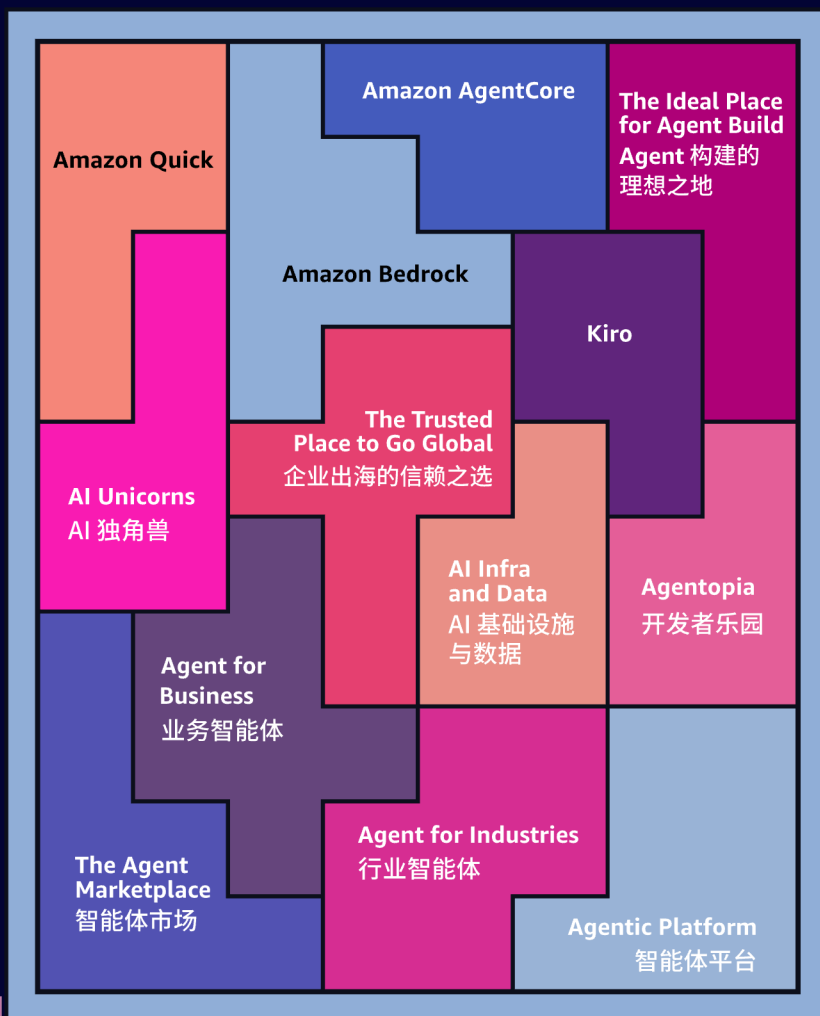 Amazon Quick
Amazon AgentCore
The Ideal Place
for Agent Build
Agent 构建的
理想之地
Amazon Bedrock
Kiro
The Trusted
Place to Go Global
企业出海的信赖之选
AI Unicorns
AI 独角兽
AI Infra
and Data
AI 基础设施
与数据
Agentopia
开发者乐园
Agent for
Business
业务智能体
Agent for Industries
行业智能体
The Agent
Marketplace
智能体市场
Agentic Platform
智能体平台